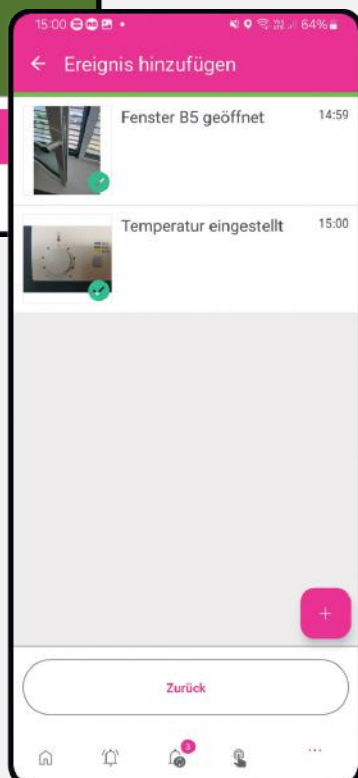 15:00 64%
Ereignis hinzufügen
Fenster B5 geöffnet 14:59
Temperatur eingestellt 15:00
+
Zurück
3